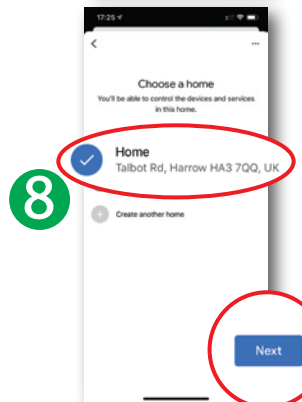 17:25
Choose a home
You'll be able to control the devices and services
in this home.
Home
Talbot Rd, Harrow HA3 7QQ, UK
8
Create another home
Next